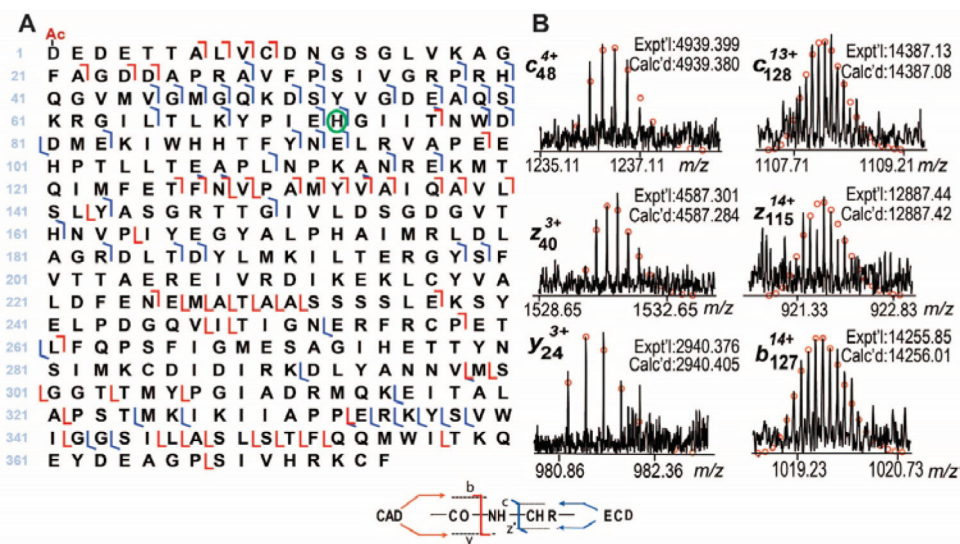 A
Ac
1 D E D E T T A L V C D N G S G L V K A G
21 F A G D D A P R A V F P S I V G R P R H
41 Q G V M V G M G Q K D S Y V G D E A Q S
61 K R G I L T L K Y P I E H G I I T N W D
81 D M E K I W H H T F Y N E L R V A P E E
101 H P T L L T E A P L N P K A N R E K M T
121 Q I M F E T F N V P A M Y V A I Q A V L
141 S L Y A S G R T T G I V L D S G D G V T
161 H N V P I Y E G Y A L P H A I M R L D L
181 A G R D L T D Y L M K I L T E R G Y S F
201 V T T A E R E I V R D I K E K L C Y V A
221 L D F E N E M A T A A S S S S L E K S Y
241 E L P D G Q V I T I G N E R F R C P E T
261 L F Q P S F I G M E S A G I H E T T Y N
281 S I M K C D I D I R K D L Y A N N V M S
301 G G T T M Y P G I A D R M Q K E I T A L
321 A P S T M K I K I I A P P E R K Y S V W
341 I G G S I L A S L S T F Q Q M W I T K Q
361 E Y D E A G P S I V H R K C F
B
c48 4+ Expt'l:4939.399
Calc'd:4939.380
1235.11 1237.11 m/z
c128 13+ Expt'l:14387.13
Calc'd:14387.08
1107.71 1109.21 m/z
z40 3+ Expt'l:4587.301
Calc'd:4587.284
1528.65 1532.65 m/z
z115 14+ Expt'l:12887.44
Calc'd:12887.42
921.33 922.83 m/z
y24 3+ Expt'l:2940.376
Calc'd:2940.405
980.86 982.36 m/z
b127 14+ Expt'l:14255.85
Calc'd:14256.01
1019.23 1020.73 m/z
b c
CAD —CO—NH—CHR— ECD
y z•